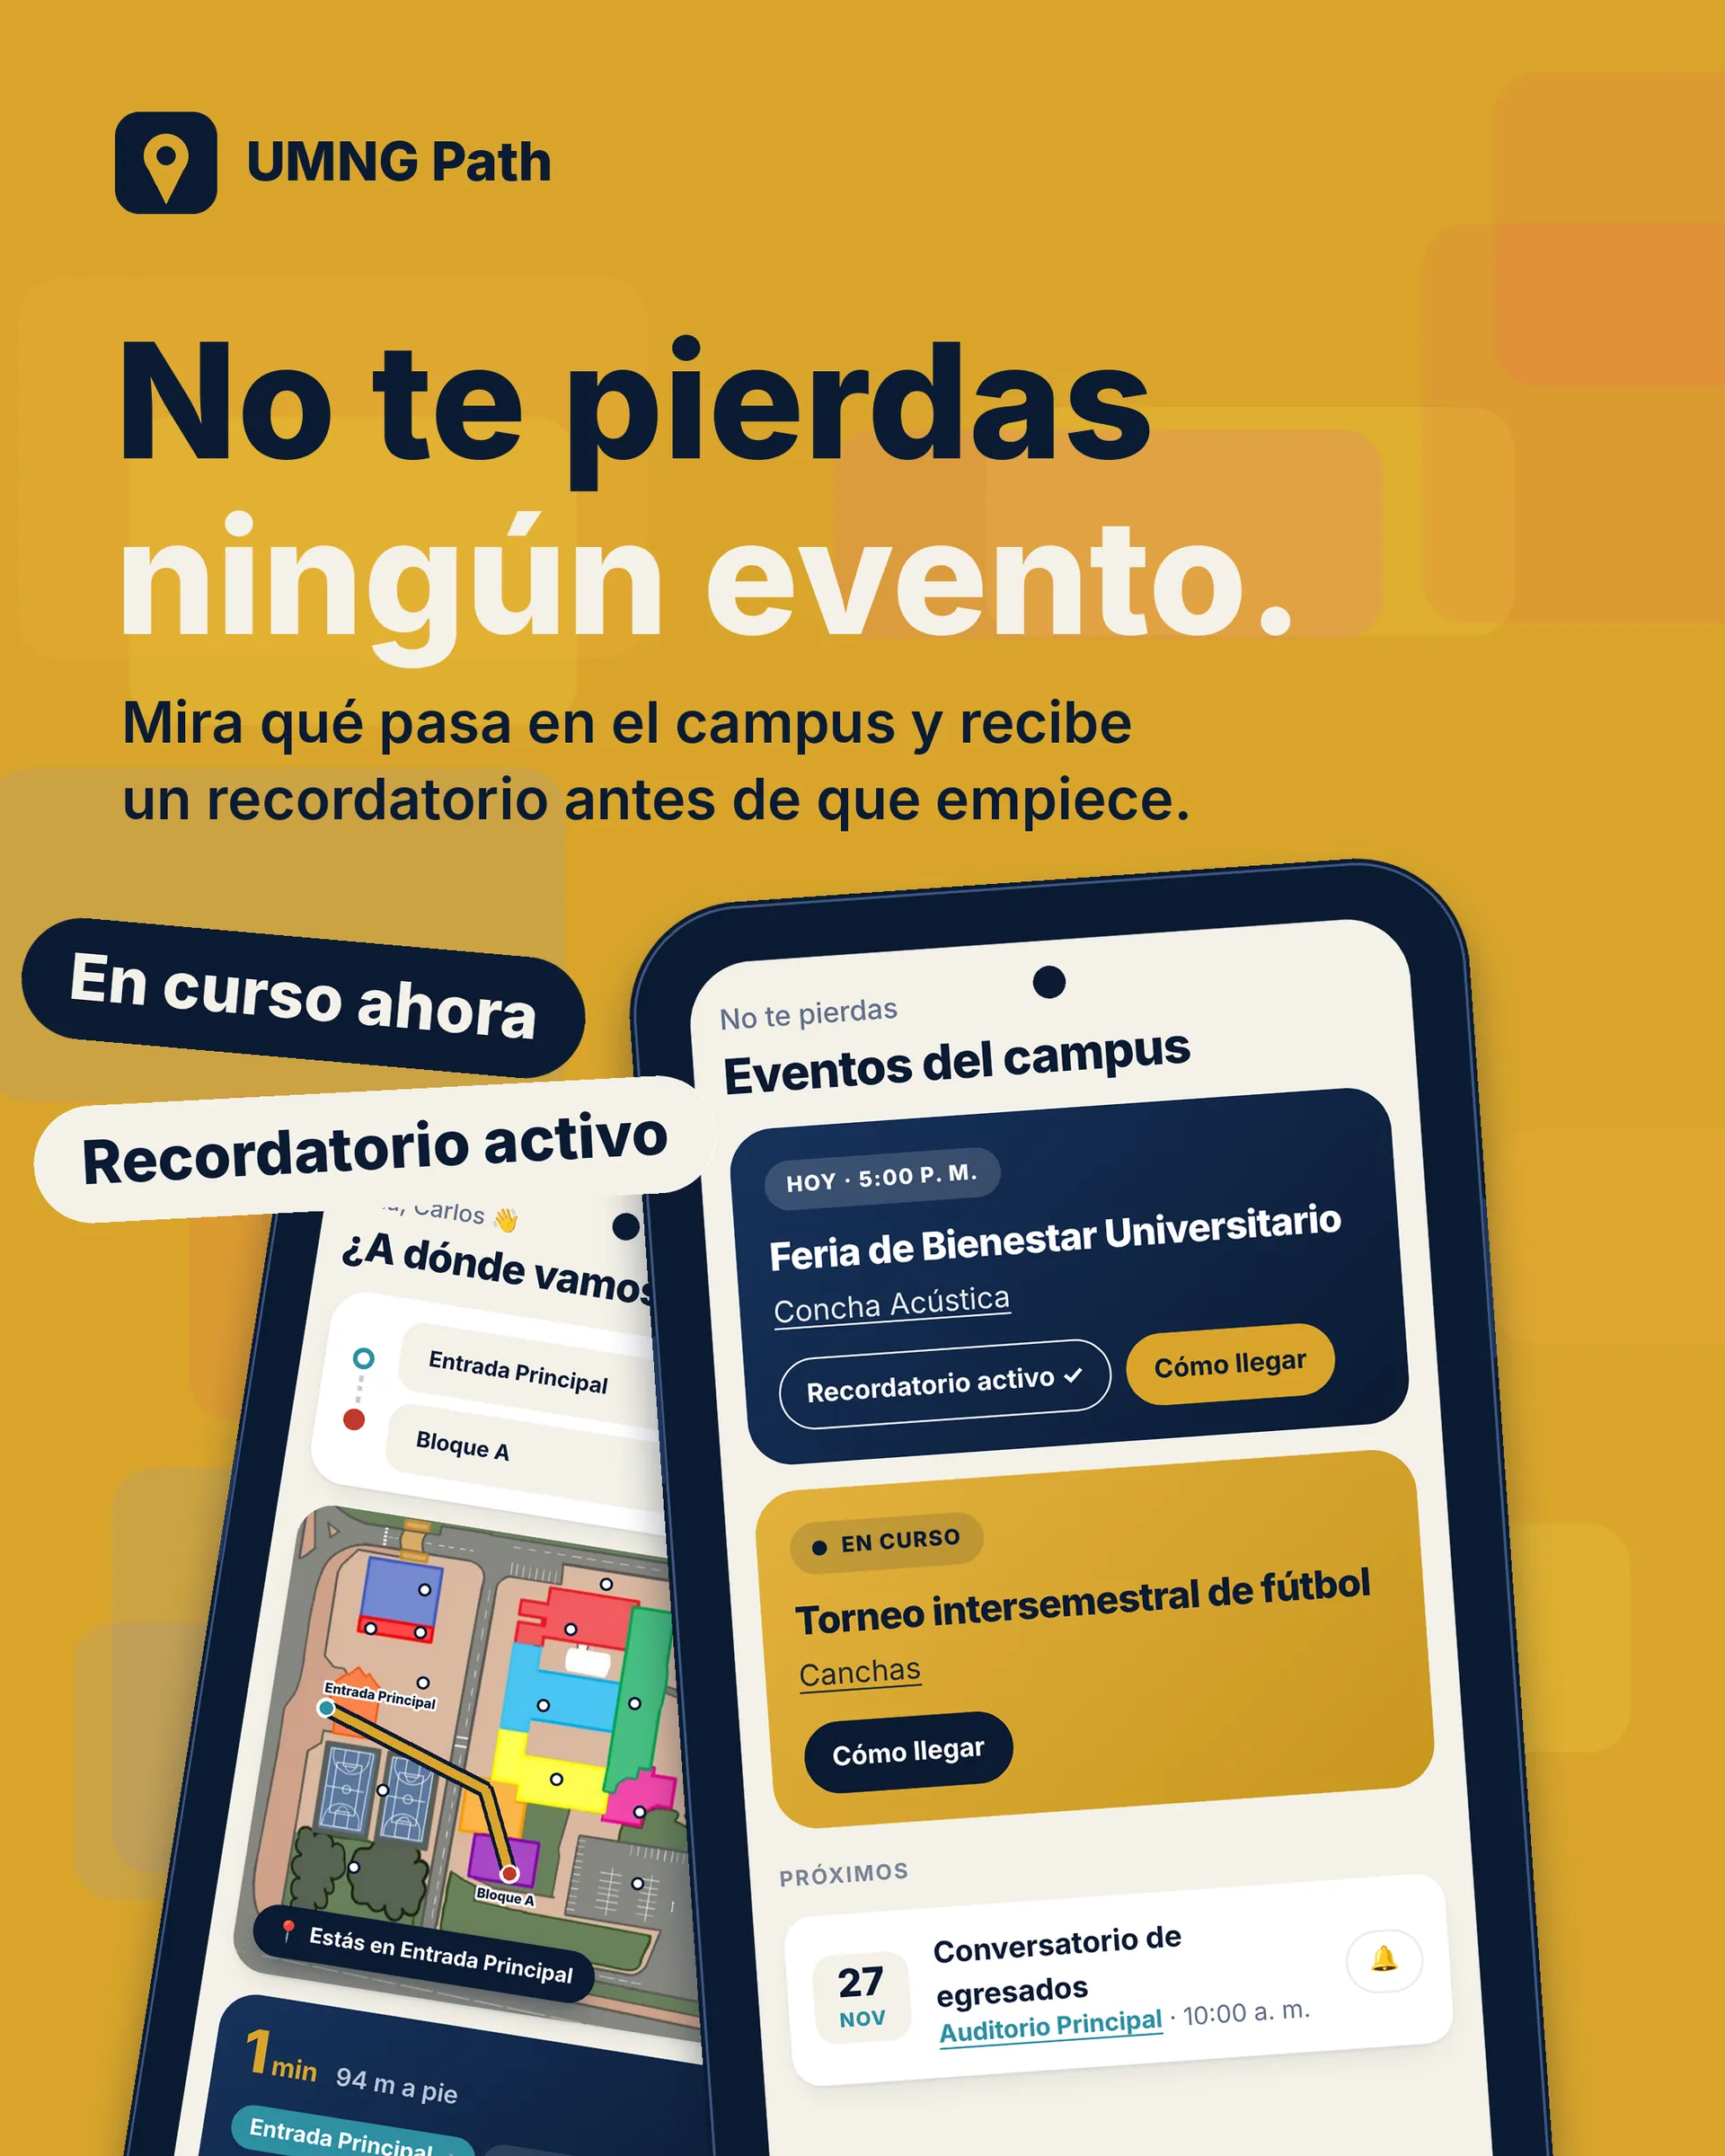 UMNG Path
No te pierdas
ningún evento.
Mira qué pasa en el campus y recibe
un recordatorio antes de que empiece.
En curso ahora
Recordatorio activo
Carlos 👋
¿A dónde vamos
Entrada Principal
Bloque A
Entrada Principal
Bloque A
📍 Estás en Entrada Principal
1 min 94 m a pie
Entrada Principal
No te pierdas
Eventos del campus
HOY · 5:00 P. M.
Feria de Bienestar Universitario
Concha Acústica
Recordatorio activo ✓
Cómo llegar
EN CURSO
Torneo intersemestral de fútbol
Canchas
Cómo llegar
PRÓXIMOS
27
NOV
Conversatorio de
egresados
Auditorio Principal · 10:00 a. m.